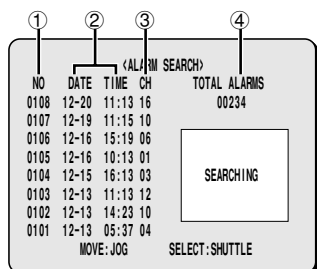 ① ② ③ ④
<ALARM SEARCH>
NO DATE TIME CH TOTAL ALARMS
0108 12-20 11:13 16 00234
0107 12-19 11:15 10
0106 12-16 15:19 06
0105 12-16 10:13 01
0104 12-15 16:13 03 SEARCHING
0103 12-13 11:13 12
0102 12-13 14:23 10
0101 12-13 05:37 04
MOVE:JOG SELECT:SHUTTLE